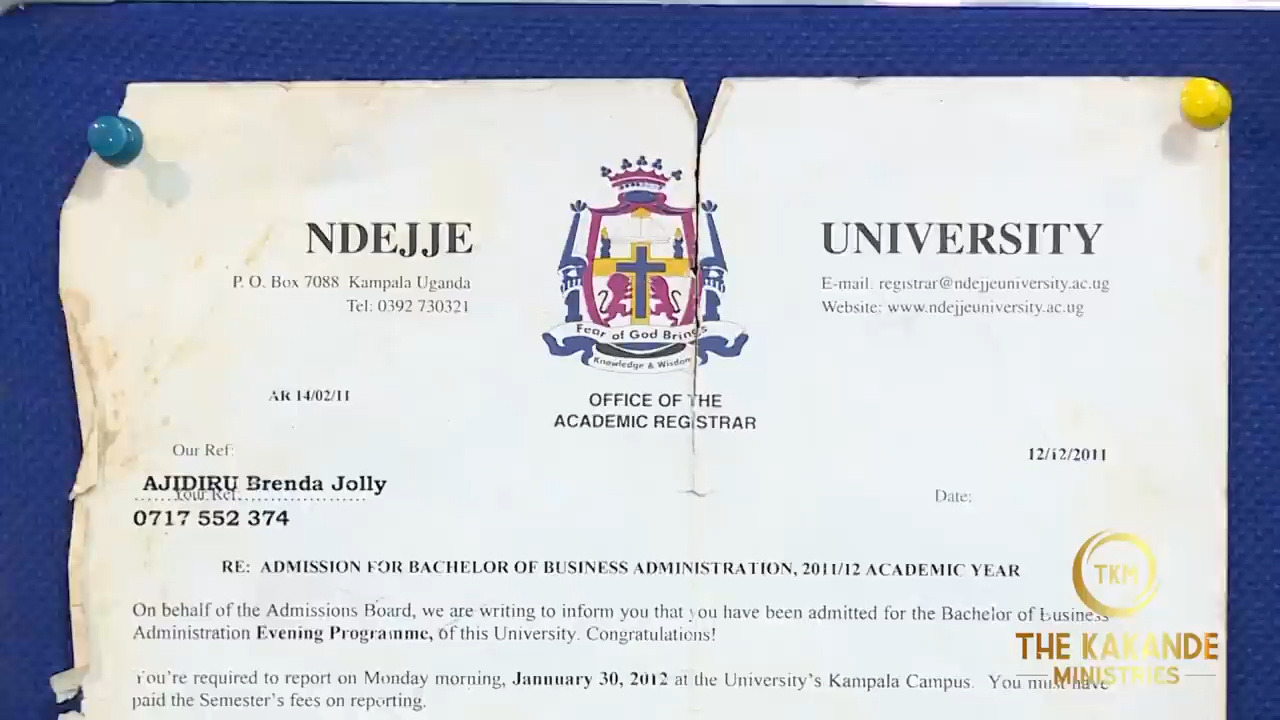 NDEJJE UNIVERSITY
P. O. Box 7088 Kampala Uganda
Tel: 0392 730321
E-mail: registrar@ndejjeuniversity.ac.ug
Website: www.ndejjeuniversity.ac.ug
Fear of God Brings
Knowledge & Wisdom
OFFICE OF THE
ACADEMIC REGISTRAR
AR 14/02/11
Our Ref:
12/12/2011
AJIDIRU Brenda Jolly
Your Ref:
Date:
0717 552 374
RE: ADMISSION FOR BACHELOR OF BUSINESS ADMINISTRATION, 2011/12 ACADEMIC YEAR
On behalf of the Admissions Board, we are writing to inform you that you have been admitted for the Bachelor of Business
Administration Evening Programme, of this University. Congratulations!
You're required to report on Monday morning, Jannuary 30, 2012 at the University's Kampala Campus. You must have
paid the Semester's fees on reporting.
TKM
THE KAKANDE
MINISTRIES